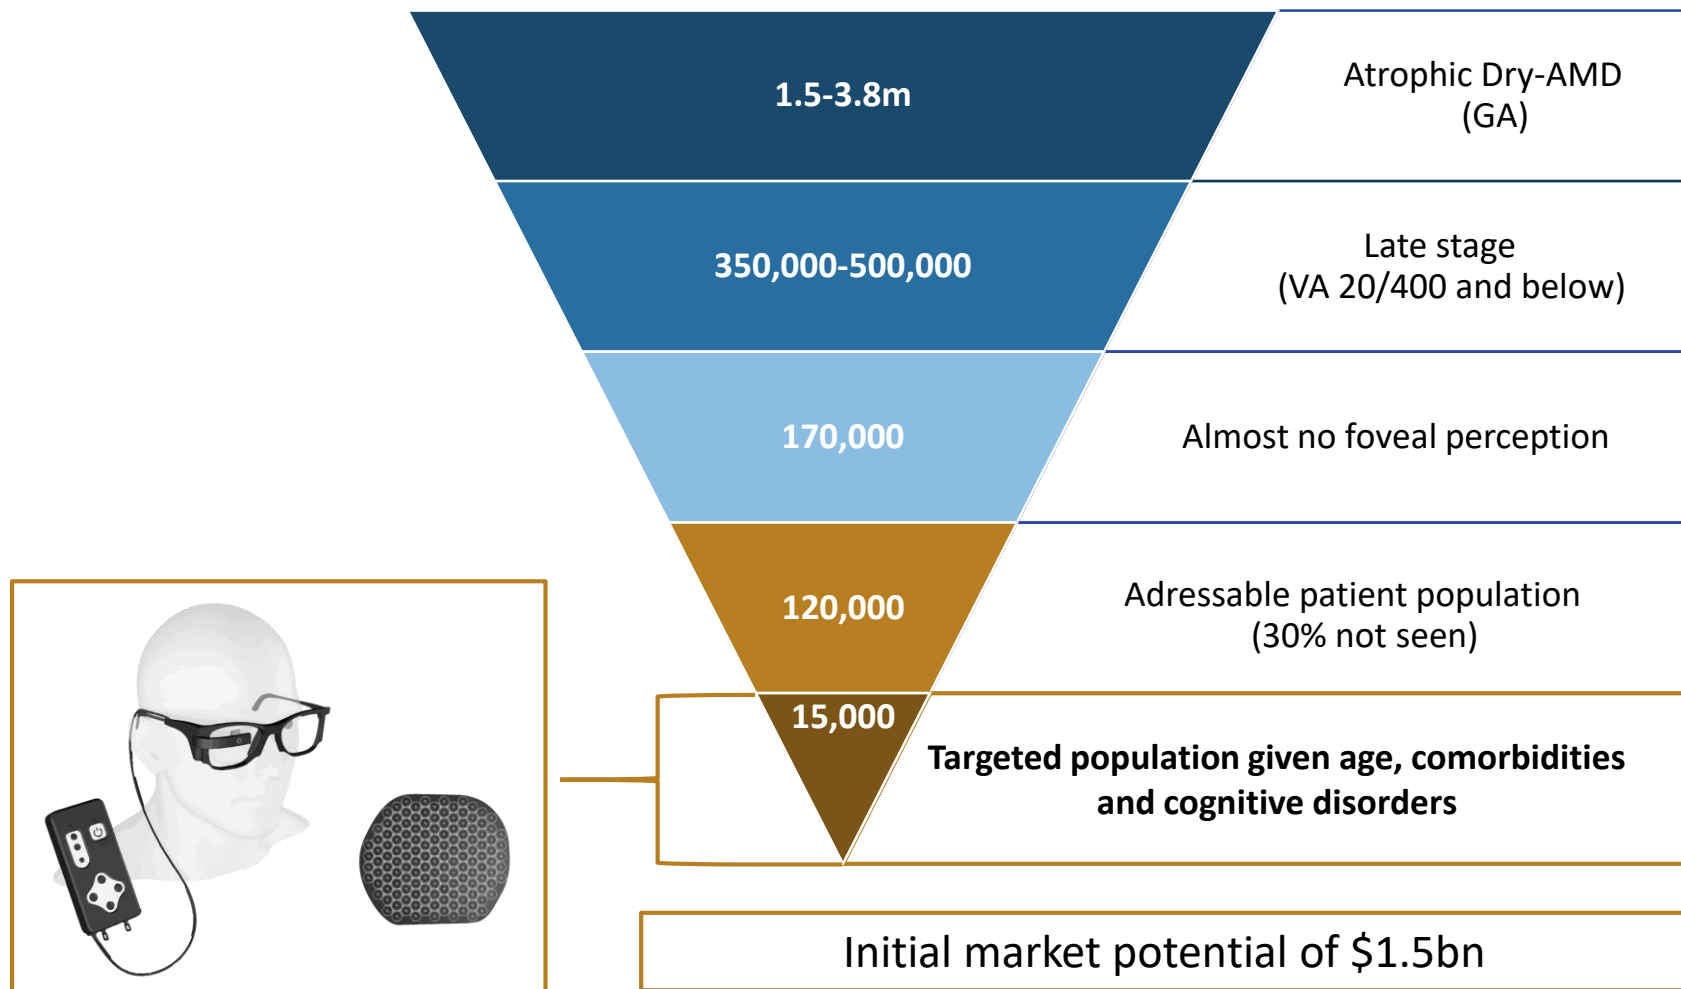 1.5-3.8m
Atrophic Dry-AMD
(GA)
350,000-500,000
Late stage
(VA 20/400 and below)
170,000
Almost no foveal perception
120,000
Adressable patient population
(30% not seen)
15,000
Targeted population given age, comorbidities
and cognitive disorders
Initial market potential of $1.5bn